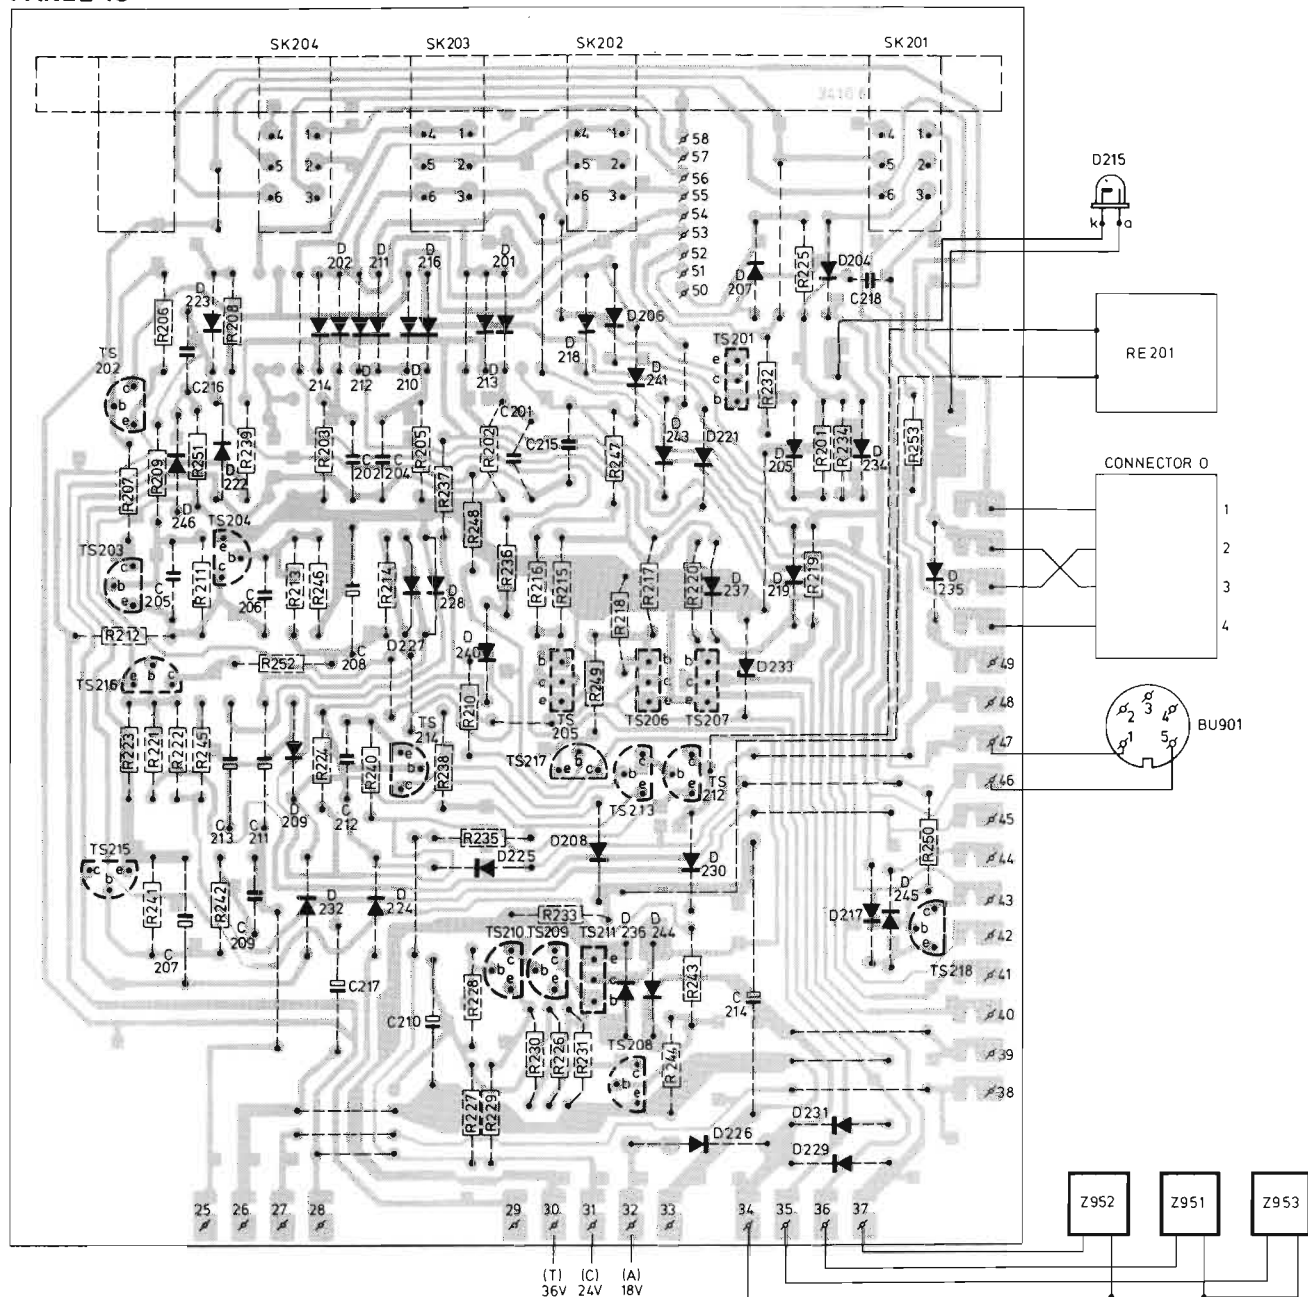 SK204 SK203 SK202 SK201
3416 6
4 1 4 1 4 1 4 1
5 2 5 2 5 2 5 2
6 3 6 3 6 3 6 3
58
57
56
55
54
53
52
51
50
D215
k a
D 202
D 211
D 216
D 201
D 207
R225
D204
C218
R206
D 223
R208
D 218
D206
TS201
e
c
b
RE201
TS 202
c
b
e
C216
214
D 212
D 210
D 213
D 241
R232
R207
R209
R251
D 222
R239
R203
C 202
C 204
R205
R237
R202
C201
C215
R247
D 243
D221
D 205
R201
R234
D 234
R253
CONNECTOR 0
1
2
3
4
D 246
TS204
c
b
e
R248
R236
TS203
c
b
e
C 205
R211
C 206
R213
R246
R214
D 228
R216
R215
R218
R217
R220
D 237
D 219
R219
D 235
R212
R252
C 208
D227
D 240
TS216
e b c
R210
b
c
e
TS 205
R249
b
c
e
TS206
b
c
e
TS207
D233
49
48
47
46
45
44
43
42
41
40
39
38
1 2 3 4 5
BU901
R223
R221
R222
R245
C 213
C 211
D 209
R224
C 212
R240
TS 214
e
b
c
R238
TS217
e b c
TS213
c
b
e
TS 212
c
b
e
TS215
c b e
R235
D225
D208
D 230
R250
R241
C 207
R242
C 209
D 232
D 224
R233
D217
D 245
TS218
c
b
e
C217
C210
R228
TS210
c
b
e
TS209
c
b
e
TS211
e
c
b
D 236
D 244
R243
C 214
R230
R226
R231
TS208
c
b
e
R244
R227
R229
D226
D231
D229
25 26 27 28 29 30 31 32 33 34 35 36 37
Z952 Z951 Z953
(T) (C) (A)
36V 24V 18V